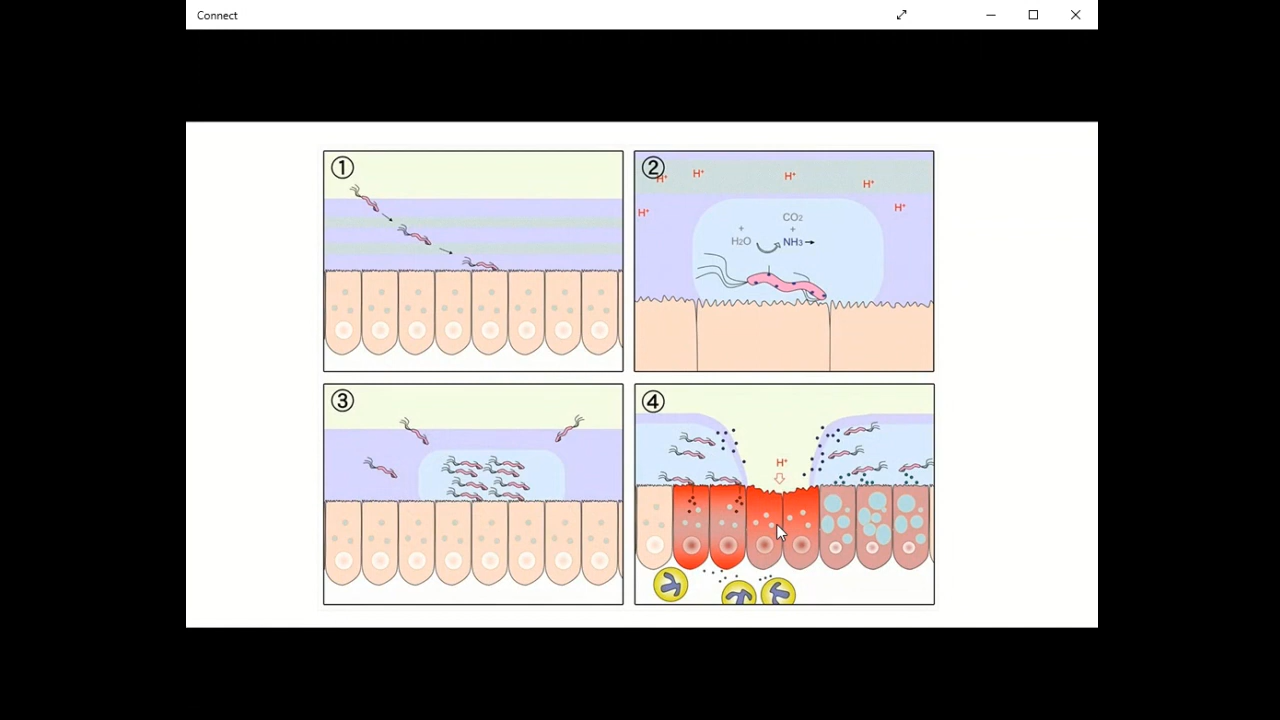 Connect
①
②
H⁺ H⁺ H⁺ H⁺
H⁺ H⁺
CO₂
+ +
H₂O NH₃
③
④
H⁺